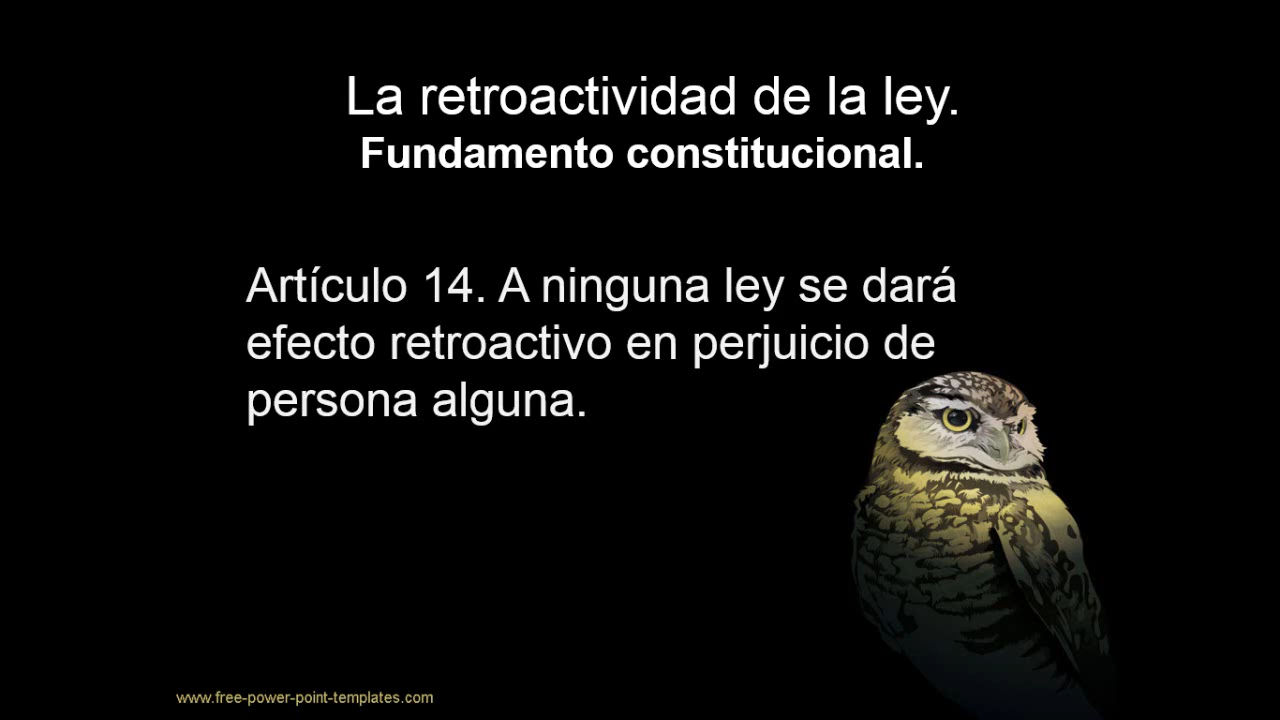 La retroactividad de la ley.
Fundamento constitucional.
Artículo 14. A ninguna ley se dará
efecto retroactivo en perjuicio de
persona alguna.
www.free-power-point-templates.com